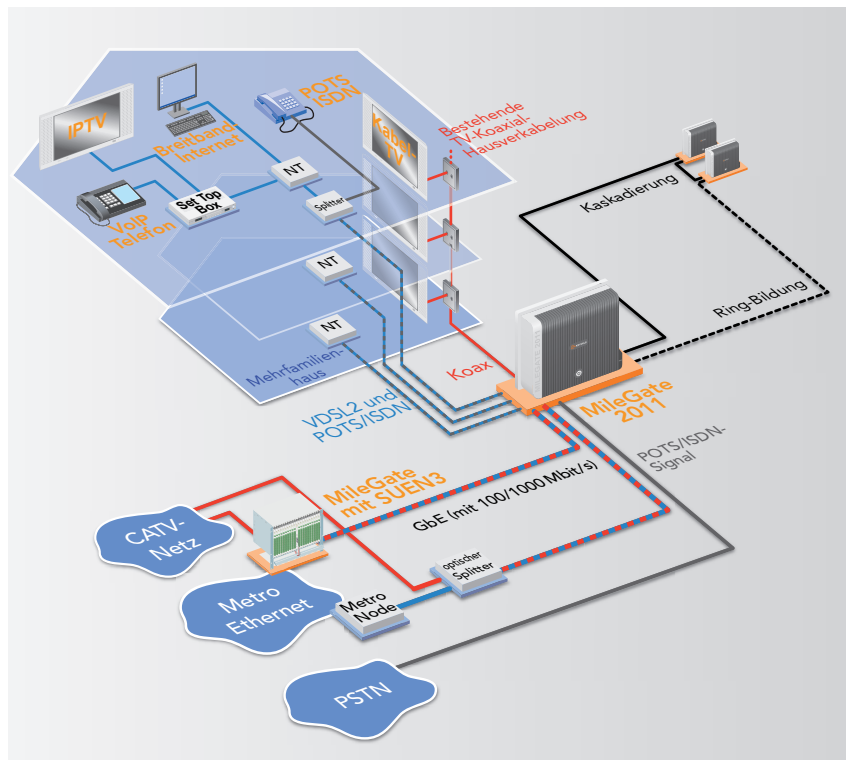 IPTV
Breitband
Internet
POTS
ISDN
Kabel-
TV
Bestehende
TV-Koaxial-
Hausverkabelung
VoIP
Telefon
Set Top
Box
NT
Splitter
NT
NT
Mehrfamilien-
haus
Kaskadierung
Ring-Bildung
Koax
VDSL2 und
POTS/ISDN
MileGate
2011
POTS/ISDN-
Signal
MileGate
mit SUEN3
GbE (mit 100/1000 Mbit/s)
CATV-
Netz
optischer
Splitter
Metro
Ethernet
Metro
Node
PSTN